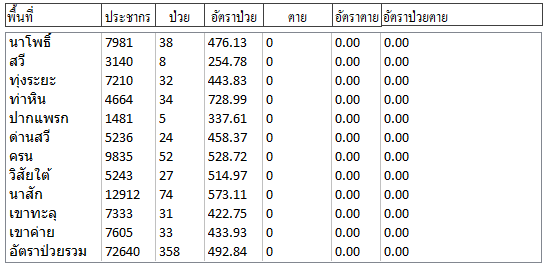 พื้นที่ ประชากร ป่วย อัตราป่วย ตาย อัตราตาย อัตราป่วยตาย
นาโพธิ์ 7981 38 476.13 0 0.00 0.00
สวี 3140 8 254.78 0 0.00 0.00
ทุ่งระยะ 7210 32 443.83 0 0.00 0.00
ท่าหิน 4664 34 728.99 0 0.00 0.00
ปากแพรก 1481 5 337.61 0 0.00 0.00
ด่านสวี 5236 24 458.37 0 0.00 0.00
ครน 9835 52 528.72 0 0.00 0.00
วิสัยใต้ 5243 27 514.97 0 0.00 0.00
นาสัก 12912 74 573.11 0 0.00 0.00
เขาทะลุ 7333 31 422.75 0 0.00 0.00
เขาค่าย 7605 33 433.93 0 0.00 0.00
อัตราป่วยรวม 72640 358 492.84 0 0.00 0.00